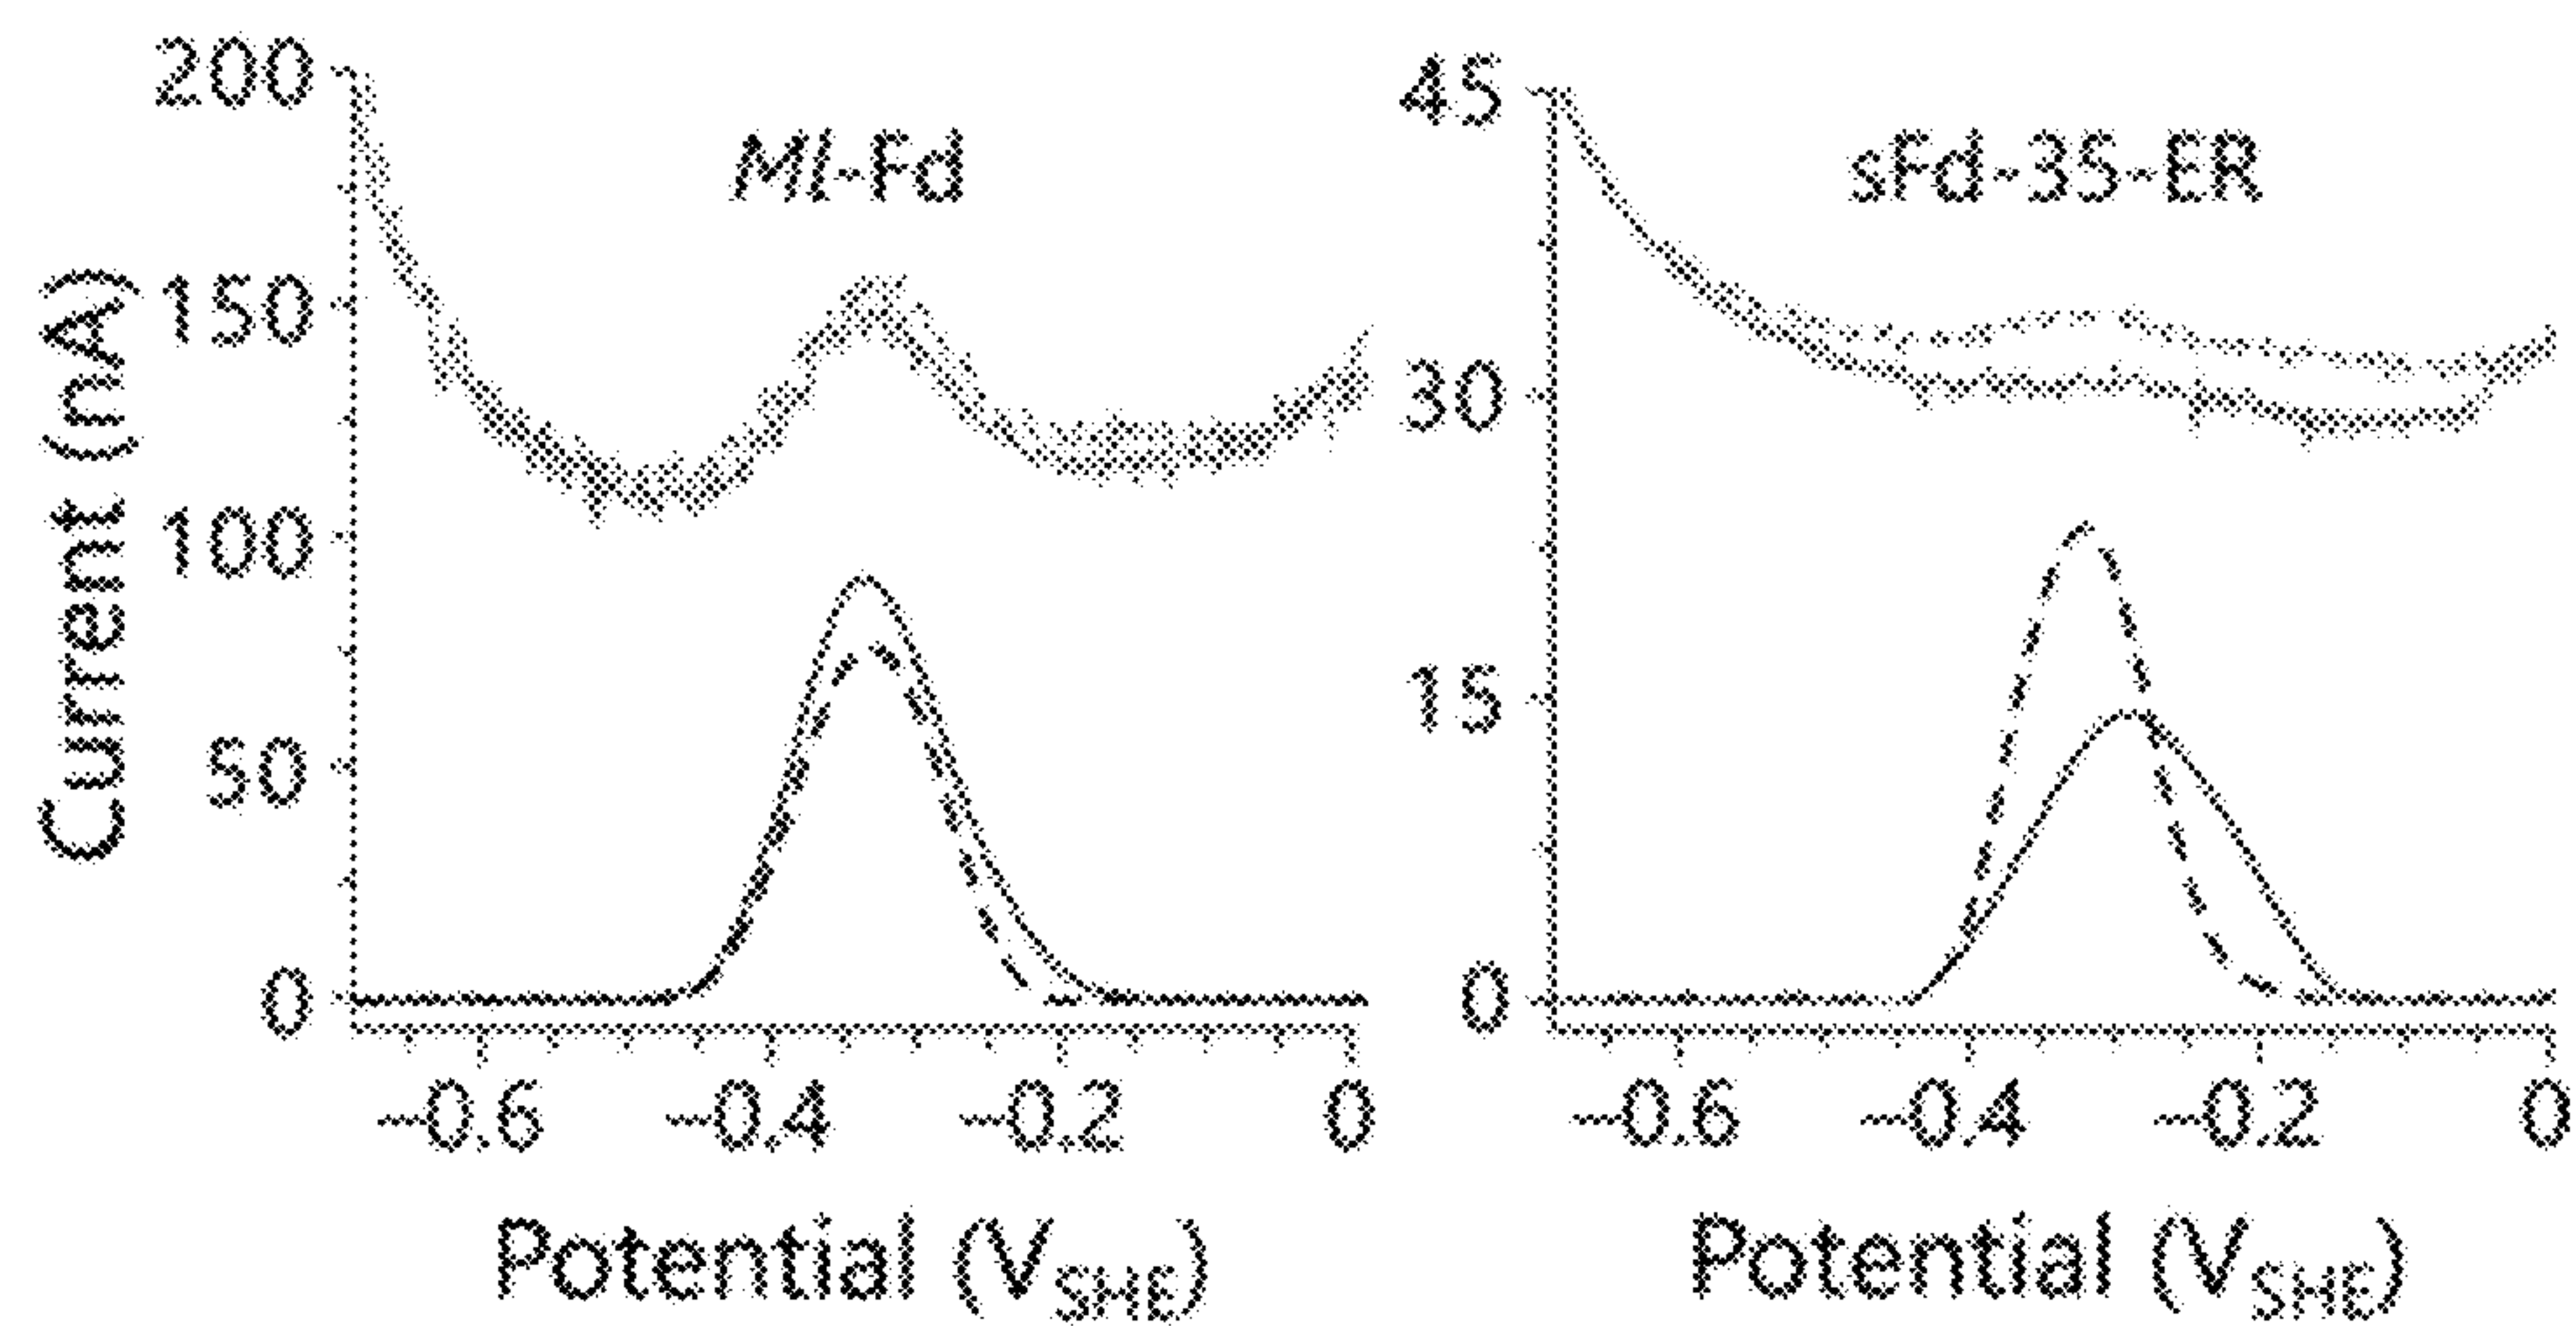 Current (nA)
200
150
100
50
0
Ml-Fd
−0.6 −0.4 −0.2 0
Potential (VSHE)
45
30
15
0
sFd-35-ER
−0.6 −0.4 −0.2 0
Potential (VSHE)